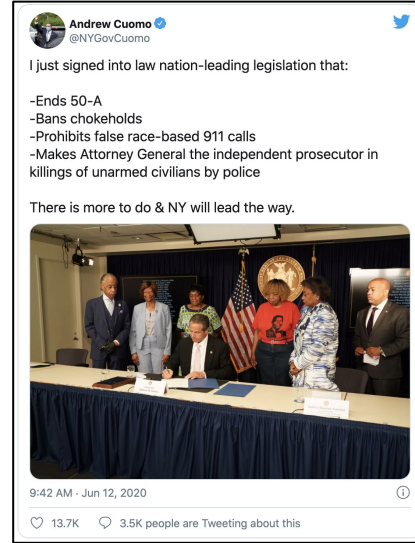 Andrew Cuomo
@NYGovCuomo
I just signed into law nation-leading legislation that:
-Ends 50-A
-Bans chokeholds
-Prohibits false race-based 911 calls
-Makes Attorney General the independent prosecutor in
killings of unarmed civilians by police
There is more to do & NY will lead the way.
9:42 AM · Jun 12, 2020
13.7K
3.5K people are Tweeting about this